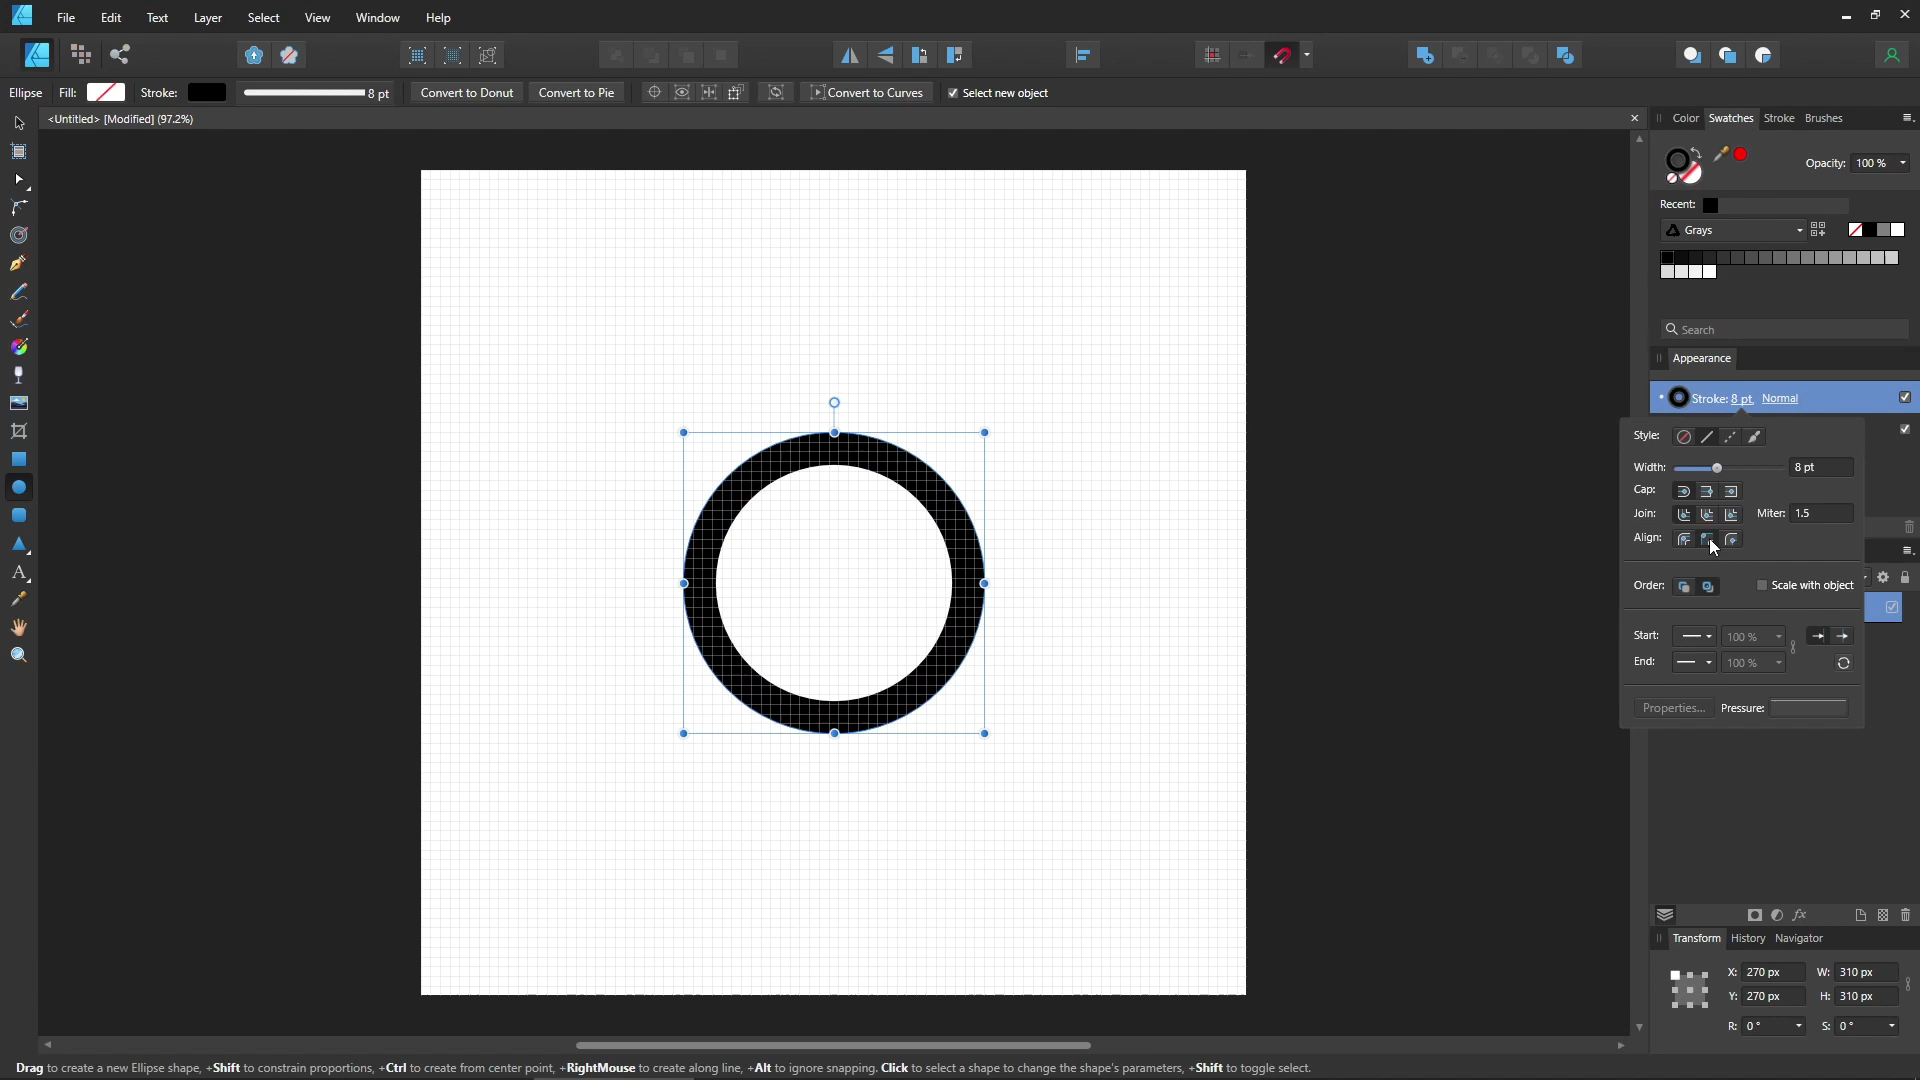 File Edit Text Layer Select View Window Help
Ellipse Fill: Stroke: 8 pt Convert to Donut Convert to Pie Convert to Curves Select new object
<Untitled> [Modified] (97.2%)
Color Swatches Stroke Brushes
Opacity: 100 %
Recent:
Grays
Search
Appearance
Stroke: 8 pt Normal
Style:
Width: 8 pt
Cap:
Join: Miter: 1.5
Align:
Order: Scale with object
Start: 100 %
End: 100 %
Properties... Pressure:
Transform History Navigator
X: 270 px W: 310 px
Y: 270 px H: 310 px
R: 0° S: 0°
Drag to create a new Ellipse shape, +Shift to constrain proportions, +Ctrl to create from center point, +RightMouse to create along line, +Alt to ignore snapping. Click to select a shape to change the shape's parameters, +Shift to toggle select.